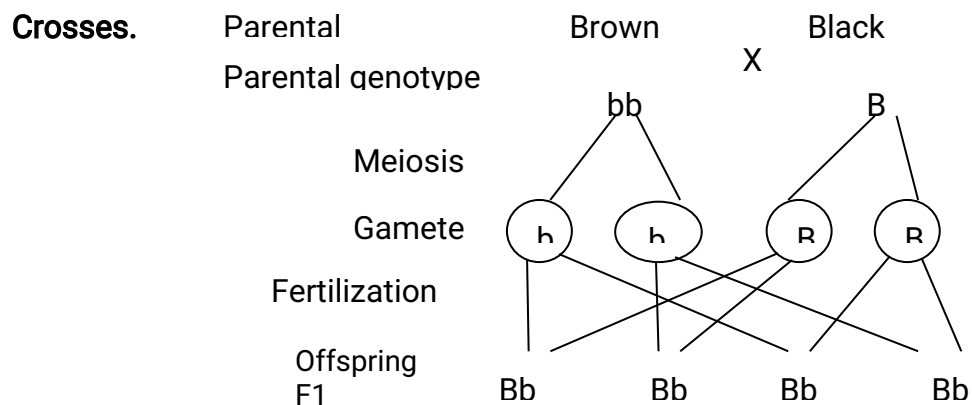 Crosses. Parental Brown Black
X
Parental genotype
bb B
Meiosis
Gamete b b B B
Fertilization
Offspring
F1 Bb Bb Bb Bb